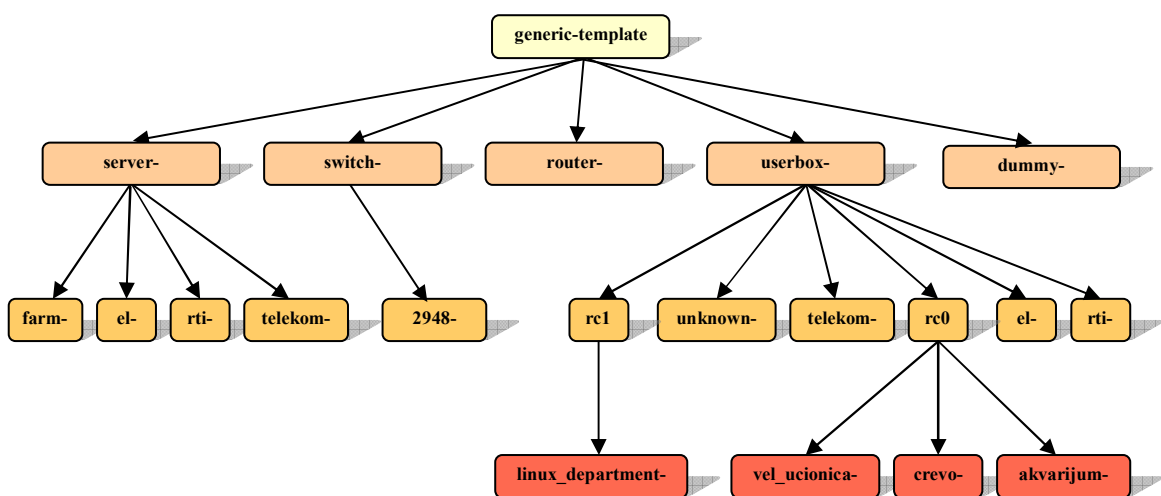 generic-template
server- switch- router- userbox- dummy-
farm- el- rti- telekom- 2948- rc1 unknown- telekom- rc0 el- rti-
linux_department- vel_ucionica- crevo- akvarijum-